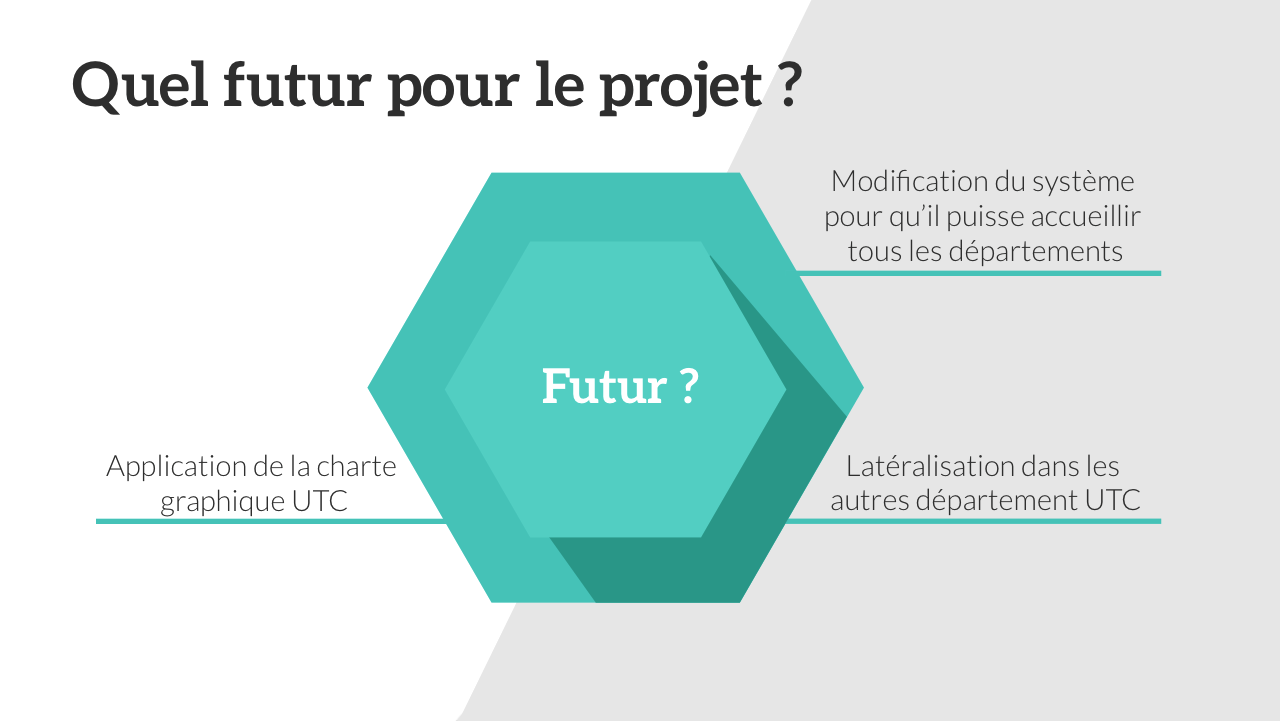 Quel futur pour le projet ?
Modification du système
pour qu’il puisse accueillir
tous les départements
Futur ?
Application de la charte
graphique UTC
Latéralisation dans les
autres département UTC